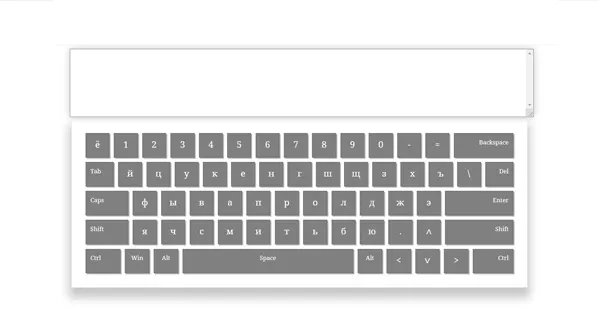 ё 1 2 3 4 5 6 7 8 9 0 - = Backspace
Tab й ц у к е н г ш щ з х ъ \ Del
Caps ф ы в а п р о л д ж э Enter
Shift я ч с м и т ь б ю . ˄ Shift
Ctrl Win Alt Space Alt < ˅ > Ctrl